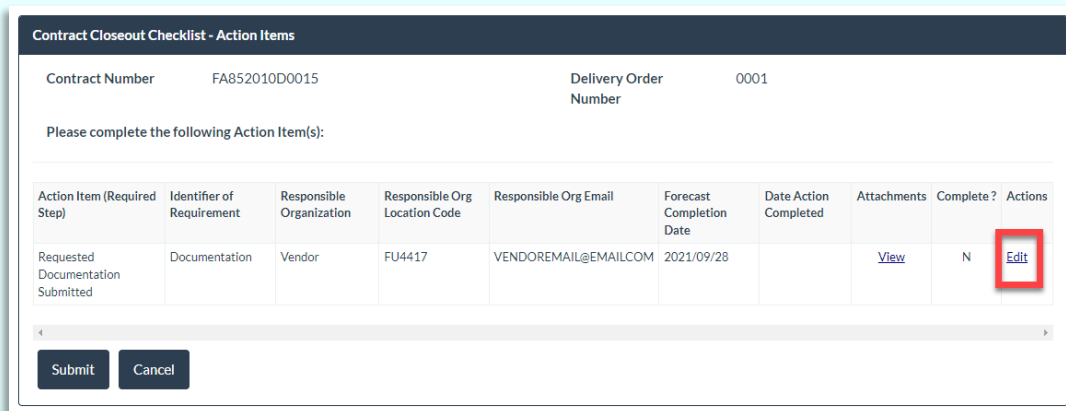 Contract Closeout Checklist - Action Items
Contract Number FA852010D0015 Delivery Order 0001
Number
Please complete the following Action Item(s):
Action Item (Required Identifier of Responsible Responsible Org Responsible Org Email Forecast Date Action Attachments Complete ? Actions
Step) Requirement Organization Location Code Completion Completed
Date
Requested Documentation Vendor FU4417 VENDOREMAIL@EMAILCOM 2021/09/28 View N Edit
Documentation
Submitted
Submit Cancel